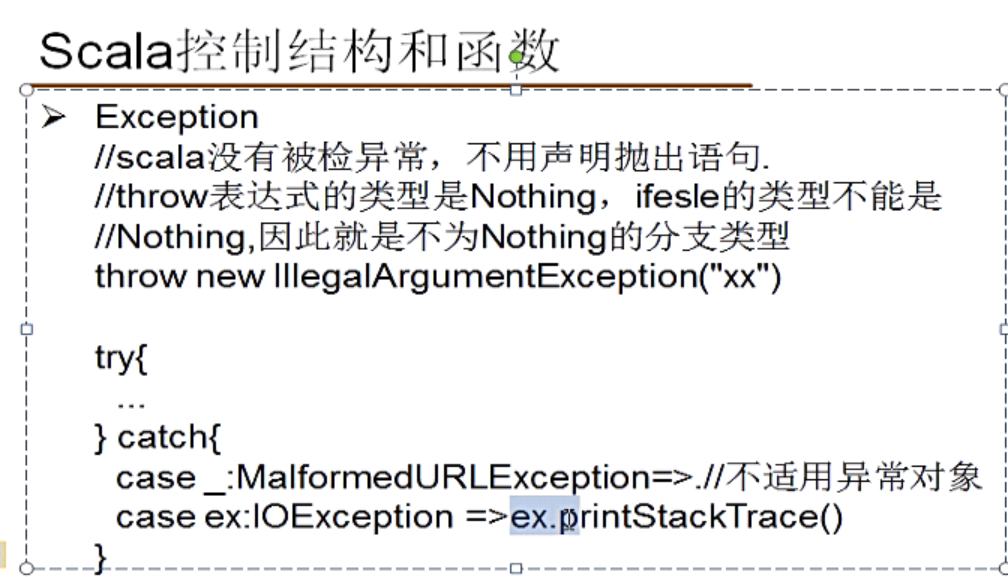 Scala控制结构和函数
Exception
//scala没有被检异常，不用声明抛出语句.
//throw表达式的类型是Nothing，ifesle的类型不能是
//Nothing,因此就是不为Nothing的分支类型
throw new IllegalArgumentException("xx")
try{
...
} catch{
case _:MalformedURLException=>.//不适用异常对象
case ex:IOException =>ex.printStackTrace()
}